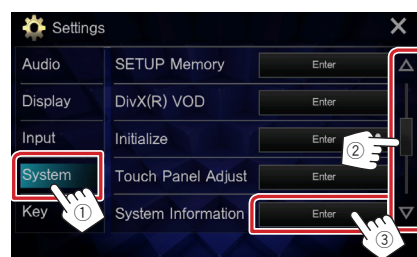 Settings
Audio
SETUP Memory
Enter
Display
DivX(R) VOD
Enter
Input
Initialize
Enter
②
System
Touch Panel Adjust
Enter
Key
①
System Information
Enter
③